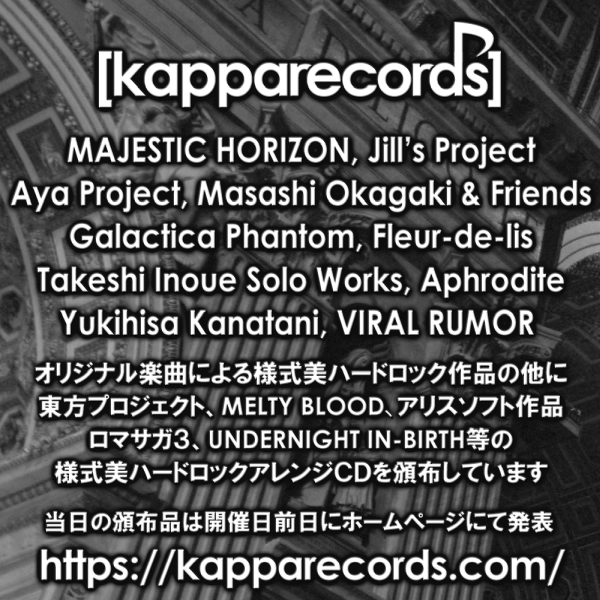 [kapparecords]
MAJESTIC HORIZON, Jill's Project
Aya Project, Masashi Okagaki & Friends
Galactica Phantom, Fleur-de-lis
Takeshi Inoue Solo Works, Aphrodite
Yukihisa Kanatani, VIRAL RUMOR
オリジナル楽曲による様式美ハードロック作品の他に
東方プロジェクト、MELTY BLOOD、アリスソフト作品
ロマサガ3、UNDERNIGHT IN-BIRTH等の
様式美ハードロックアレンジCDを頒布しています
当日の頒布品は開催日前日にホームページにて発表
https://kapparecords.com/